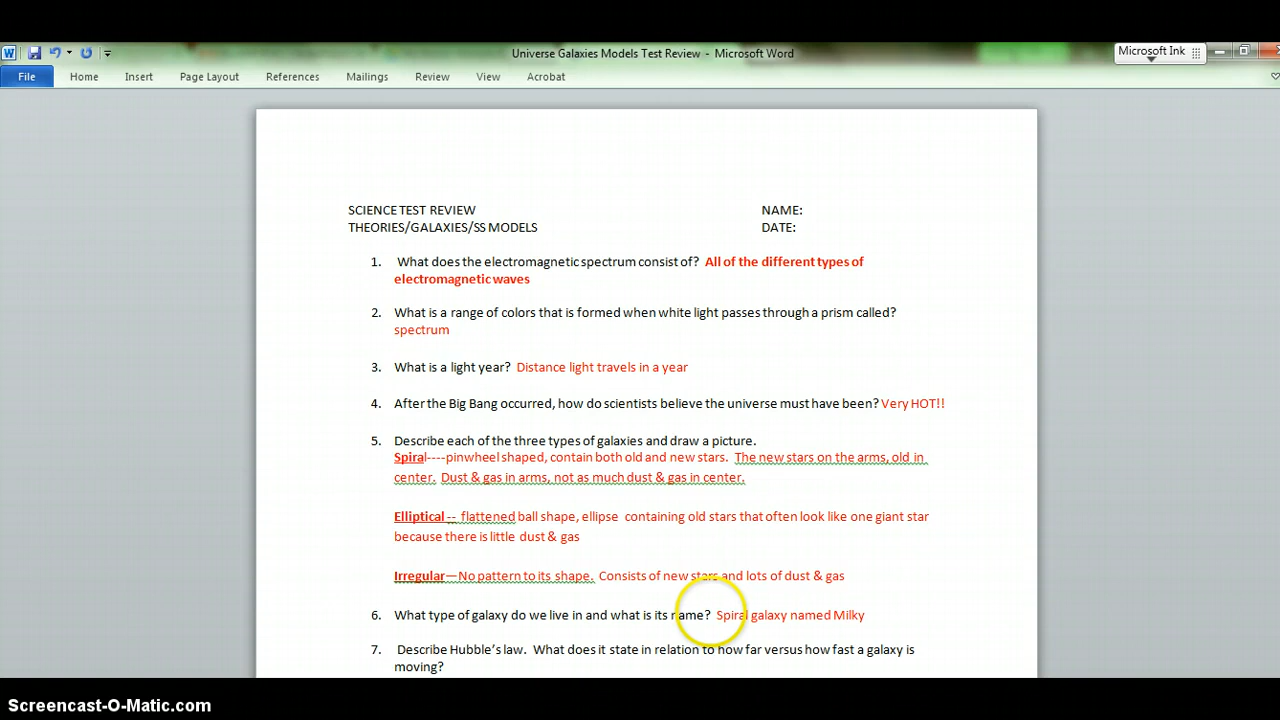 Universe Galaxies Models Test Review - Microsoft Word
Microsoft Ink
File Home Insert Page Layout References Mailings Review View Acrobat
SCIENCE TEST REVIEW NAME:
THEORIES/GALAXIES/SS MODELS DATE:
1. What does the electromagnetic spectrum consist of? All of the different types of
electromagnetic waves
2. What is a range of colors that is formed when white light passes through a prism called?
spectrum
3. What is a light year? Distance light travels in a year
4. After the Big Bang occurred, how do scientists believe the universe must have been? Very HOT!!
5. Describe each of the three types of galaxies and draw a picture.
Spiral----pinwheel shaped, contain both old and new stars. The new stars on the arms, old in
center. Dust & gas in arms, not as much dust & gas in center.
Elliptical -- flattened ball shape, ellipse containing old stars that often look like one giant star
because there is little dust & gas
Irregular—No pattern to its shape. Consists of new stars and lots of dust & gas
6. What type of galaxy do we live in and what is its name? Spiral galaxy named Milky
7. Describe Hubble's law. What does it state in relation to how far versus how fast a galaxy is
moving?
Screencast-O-Matic.com